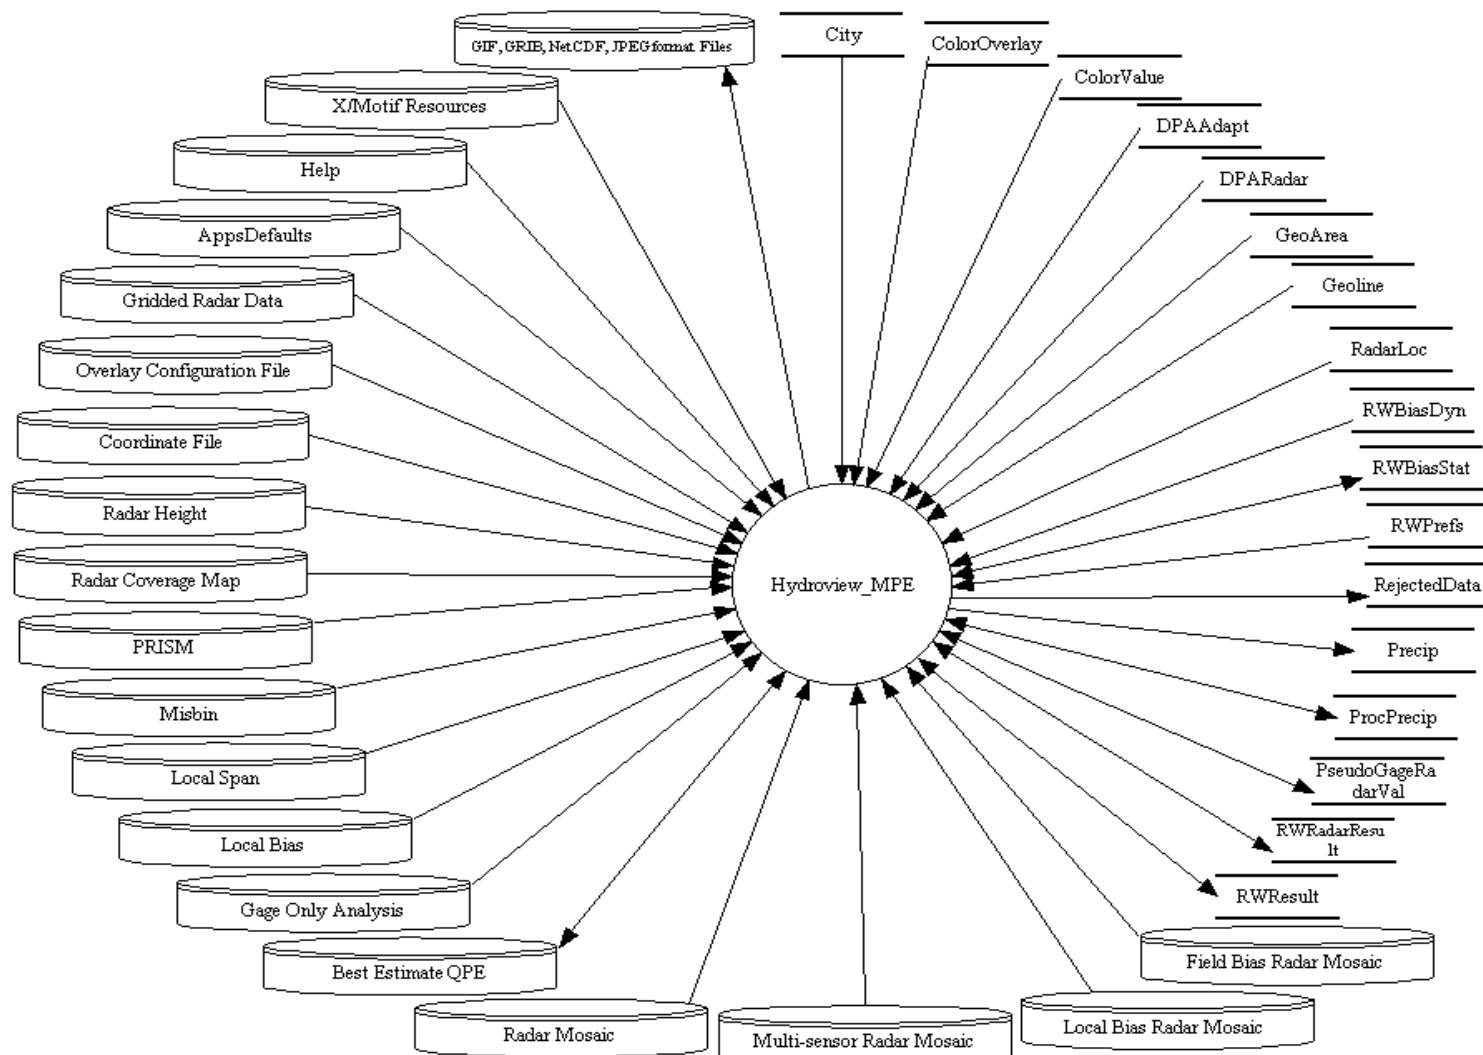 GIF, GRIB, NetCDF, JPEG format Files
City
ColorOverlay
ColorValue
X/Motif Resources
DPAAdapt
Help
DPARadar
AppsDefaults
GeoArea
Gridded Radar Data
Geoline
Overlay Configuration File
RadarLoc
Coordinate File
RWBiasDyn
RWBiasStat
Radar Height
RWPrefs
Radar Coverage Map
Hydroview_MPE
RejectedData
PRISM
Precip
Misbin
ProcPrecip
Local Span
PseudoGageRa
darVal
Local Bias
RWRadarResu
lt
Gage Only Analysis
RWResult
Best Estimate QPE
Field Bias Radar Mosaic
Radar Mosaic
Multi-sensor Radar Mosaic
Local Bias Radar Mosaic